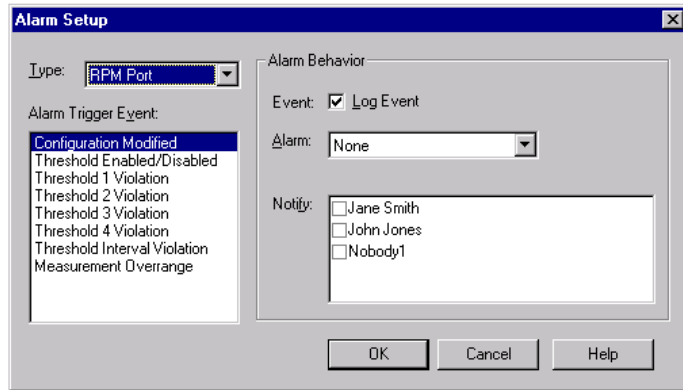 Alarm Setup
Type:
RPM Port
Alarm Trigger Event:
Configuration Modified
Threshold Enabled/Disabled
Threshold 1 Violation
Threshold 2 Violation
Threshold 3 Violation
Threshold 4 Violation
Threshold Interval Violation
Measurement Overrange
Alarm Behavior
Event:
Log Event
Alarm:
None
Notify:
Jane Smith
John Jones
Nobody1
OK
Cancel
Help